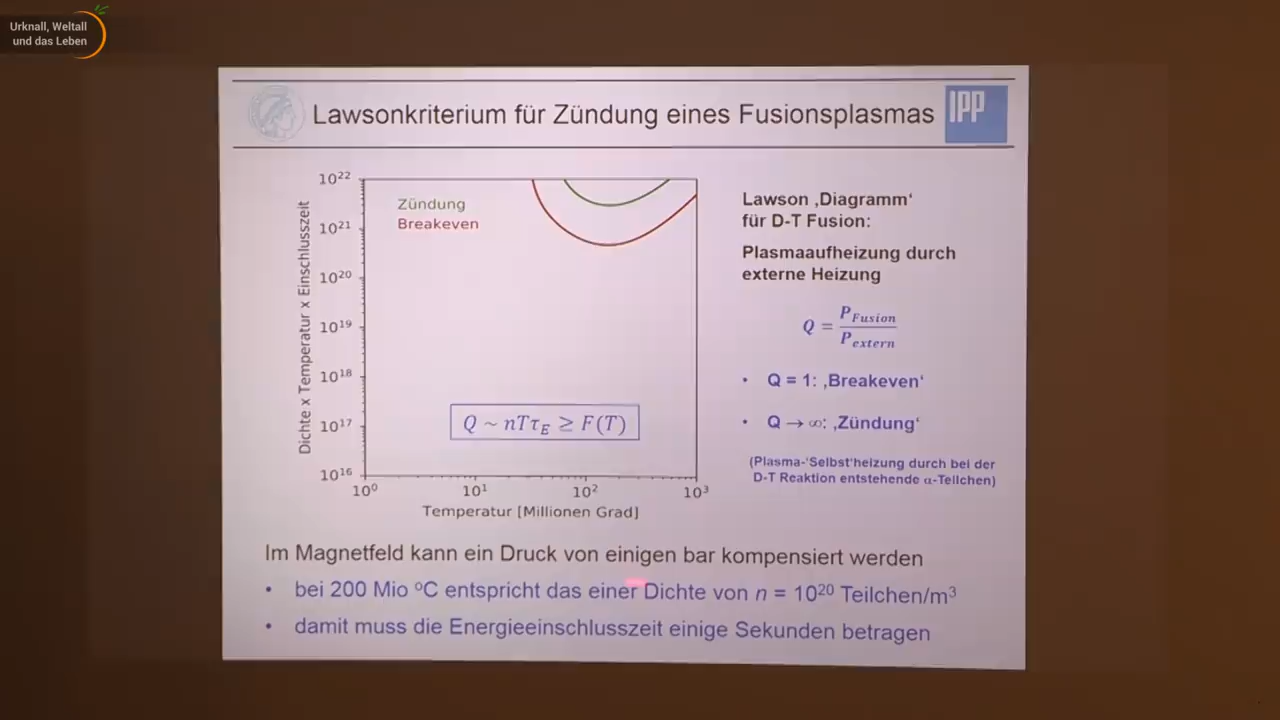 Urknall, Weltall
und das Leben
Lawsonkriterium für Zündung eines Fusionsplasmas
IPP
Dichte x Temperatur x Einschlusszeit
10²²
10²¹
10²⁰
10¹⁹
10¹⁸
10¹⁷
10¹⁶
Zündung
Breakeven
Q ~ nTτ_E ≥ F(T)
10⁰ 10¹ 10² 10³
Temperatur [Millionen Grad]
Lawson ‚Diagramm‘
für D-T Fusion:
Plasmaaufheizung durch
externe Heizung
Q = P_Fusion / P_extern
• Q = 1: ‚Breakeven‘
• Q → ∞: ‚Zündung‘
(Plasma-‘Selbst‘heizung durch bei der
D-T Reaktion entstehende α-Teilchen)
Im Magnetfeld kann ein Druck von einigen bar kompensiert werden
• bei 200 Mio ºC entspricht das einer Dichte von n = 10²⁰ Teilchen/m³
• damit muss die Energieeinschlusszeit einige Sekunden betragen